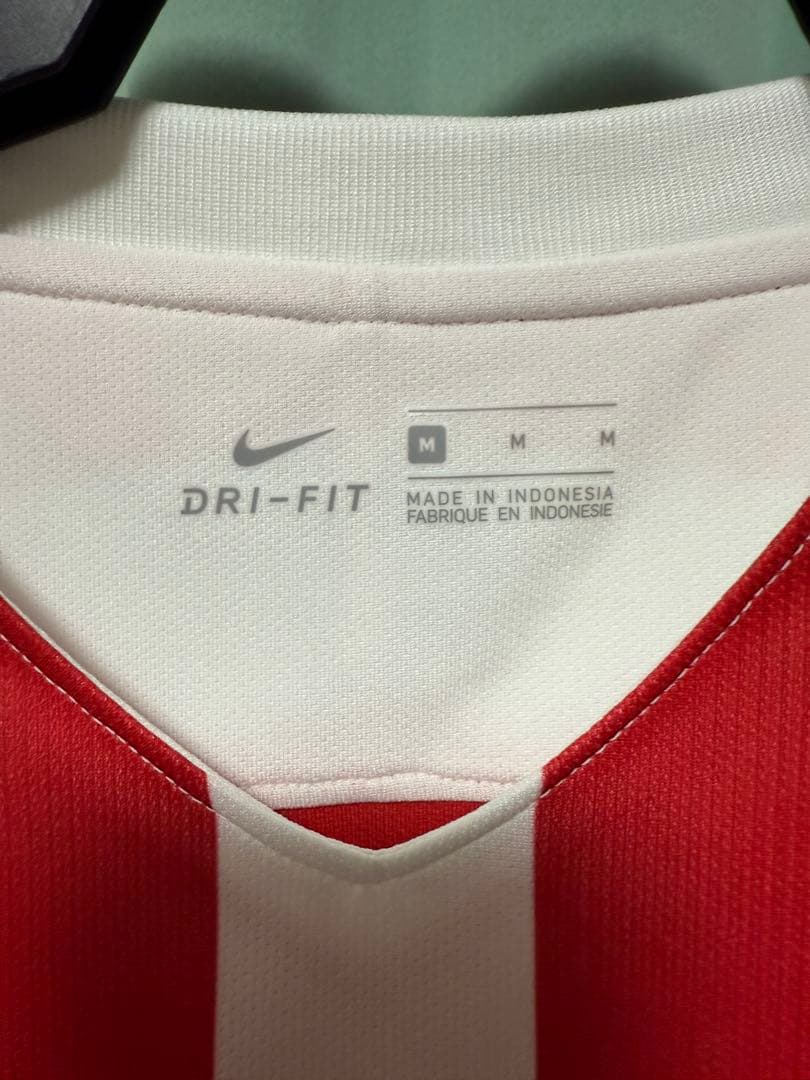 DRI-FIT
M M M
MADE IN INDONESIA
FABRIQUE EN INDONESIE